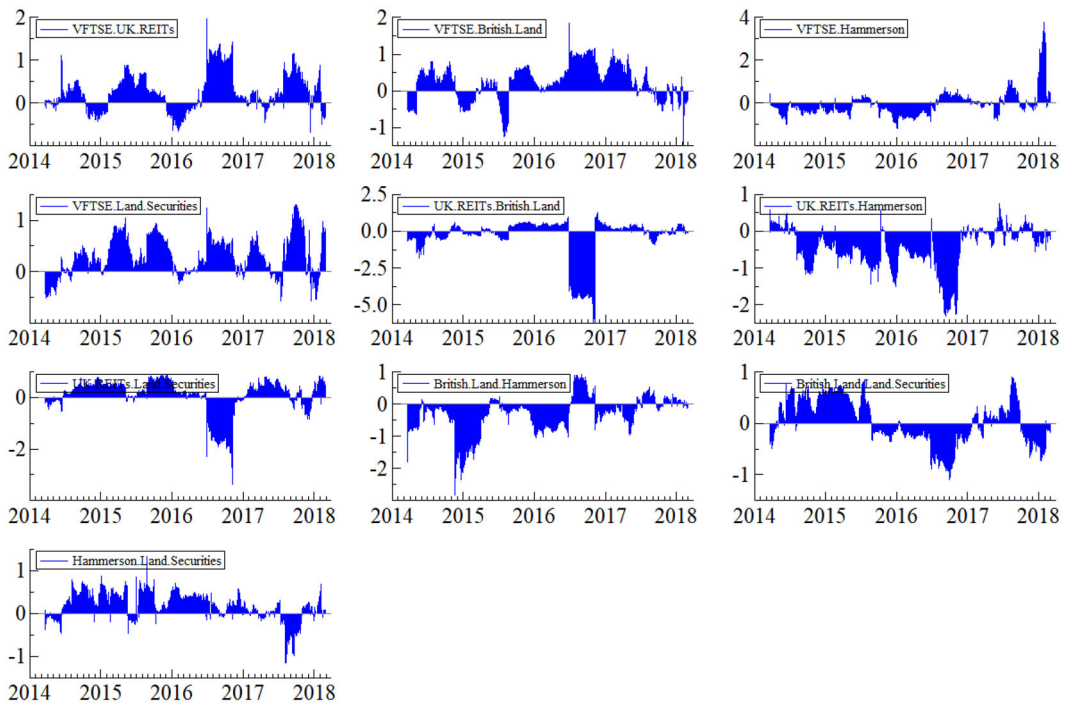 2
VFTSE.UK.REITs
1
0
2014 2015 2016 2017 2018
2
VFTSE.British.Land
1
0
-1
2014 2015 2016 2017 2018
4
VFTSE.Hammerson
2
0
2014 2015 2016 2017 2018
VFTSE.Land.Securities
1
0
2014 2015 2016 2017 2018
2.5
UK.REITs.British.Land
0.0
-2.5
-5.0
2014 2015 2016 2017 2018
UK.REITs.Hammerson
0
-1
-2
2014 2015 2016 2017 2018
UK.REITs.Land.Securities
0
-2
2014 2015 2016 2017 2018
1
British.Land.Hammerson
0
-1
-2
2014 2015 2016 2017 2018
1
British.Land.Land.Securities
0
-1
2014 2015 2016 2017 2018
Hammerson.Land.Securities
1
0
-1
2014 2015 2016 2017 2018